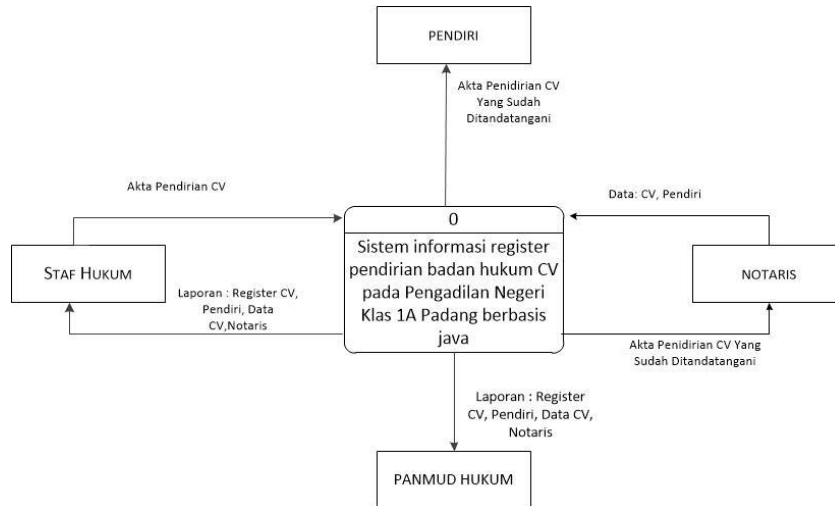 PENDIRI
Akta Penidirian CV
Yang Sudah
Ditandatangani
Akta Pendirian CV
Data: CV, Pendiri
0
Sistem informasi register
pendirian badan hukum CV
pada Pengadilan Negeri
Klas 1A Padang berbasis
java
STAF HUKUM
NOTARIS
Laporan : Register CV,
Pendiri, Data
CV,Notaris
Akta Penidirian CV Yang
Sudah Ditandatangani
Laporan : Register
CV, Pendiri, Data CV,
Notaris
PANMUD HUKUM